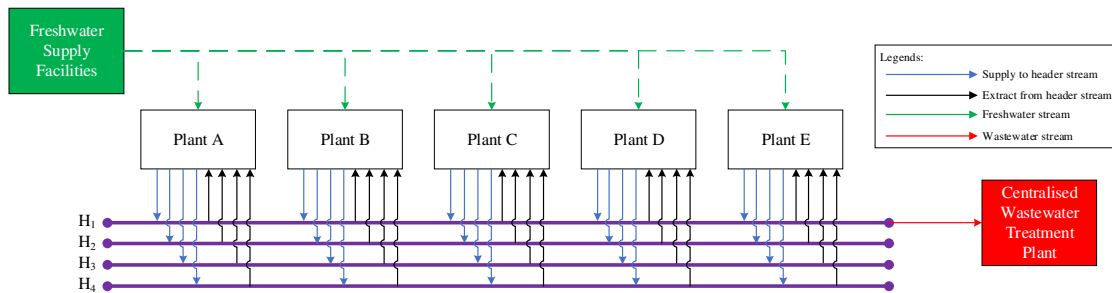 Freshwater
Supply
Facilities
Legends:
Supply to header stream
Extract from header stream
Freshwater stream
Wastewater stream
Plant A
Plant B
Plant C
Plant D
Plant E
Centralised
Wastewater
Treatment
Plant
H1
H2
H3
H4